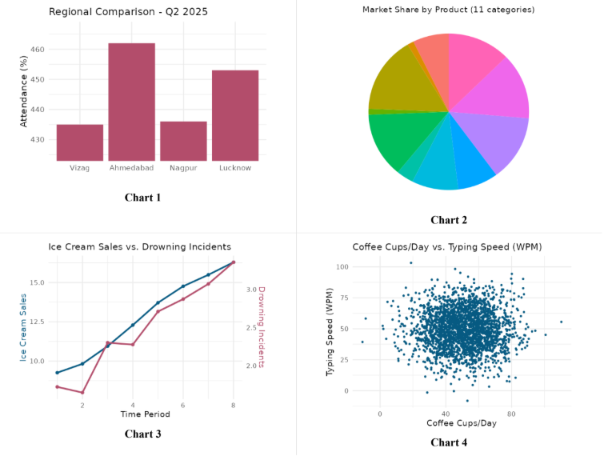 Regional Comparison - Q2 2025
Attendance (%)
460
450
440
430
Vizag Ahmedabad Nagpur Lucknow
Chart 1
Market Share by Product (11 categories)
Chart 2
Ice Cream Sales vs. Drowning Incidents
Ice Cream Sales
15.0
12.5
10.0
3.0
2.5
2.0
Drowning Incidents
2 4 6 8
Time Period
Chart 3
Coffee Cups/Day vs. Typing Speed (WPM)
Typing Speed (WPM)
100
75
50
25
0
0 40 80
Coffee Cups/Day
Chart 4